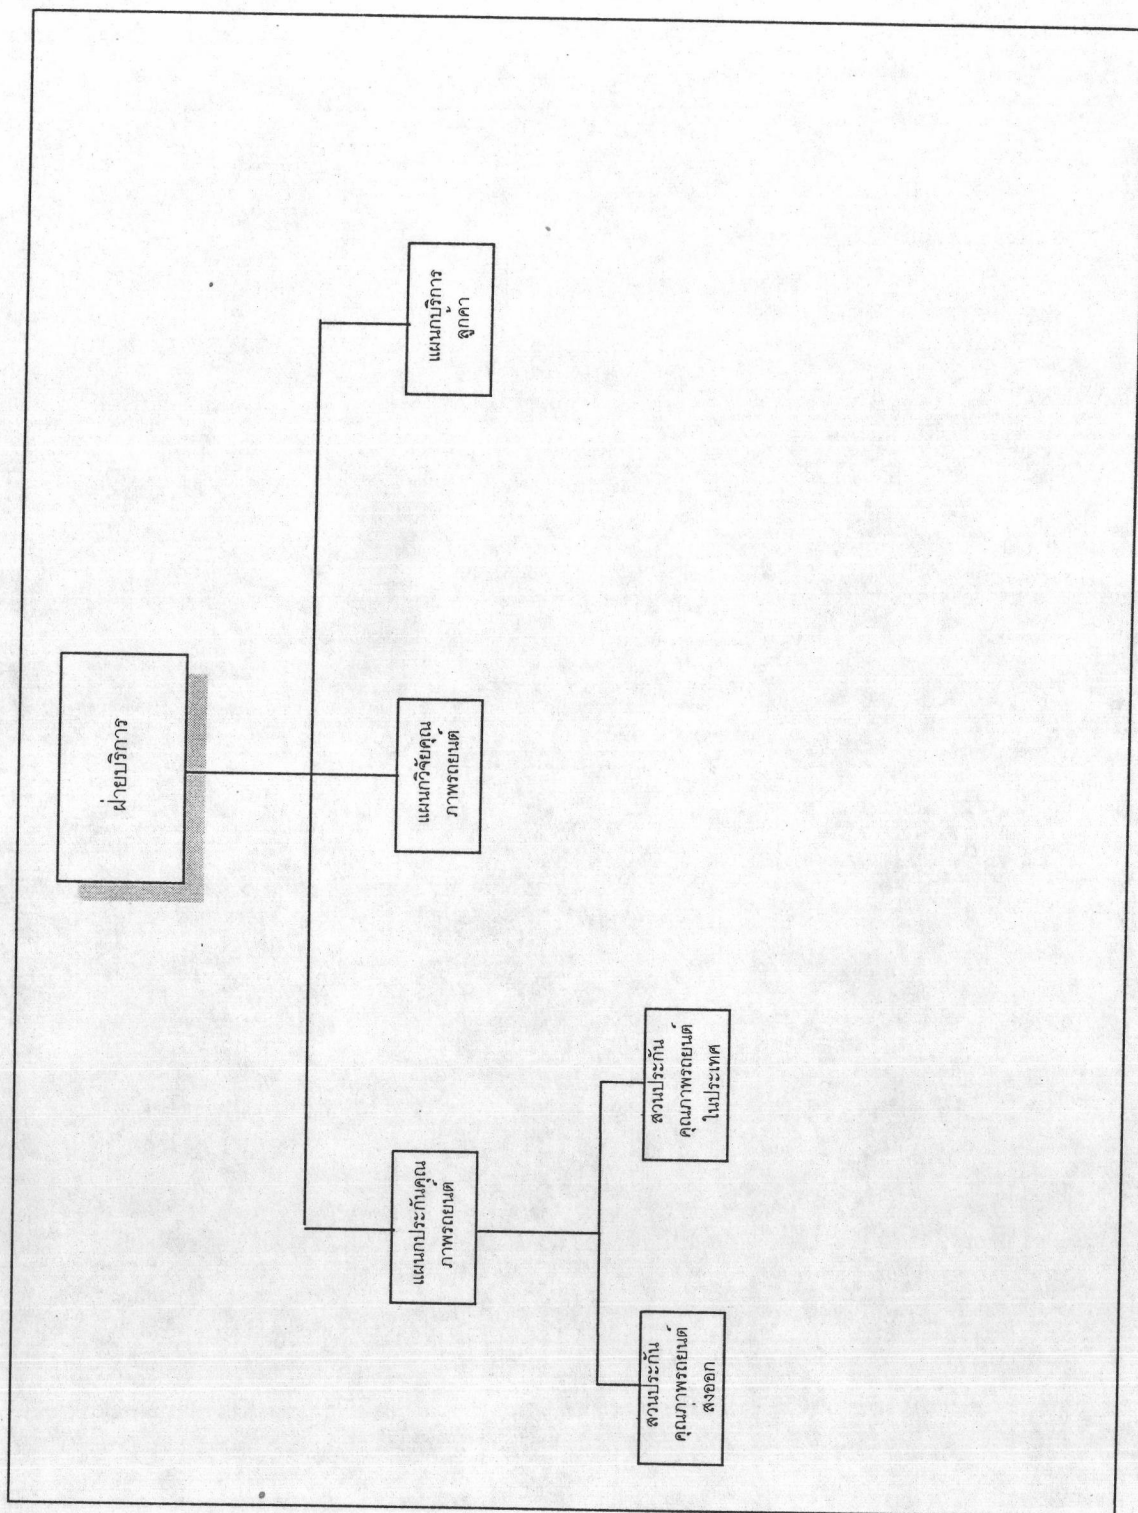 ฝ่ายบริการ
แผนกประกันคุณ
ภาพรถยนต์
แผนกวิจัยคุณ
ภาพรถยนต์
แผนกบริการ
ลูกค้า
ส่วนประกัน
คุณภาพรถยนต์
ส่งออก
ส่วนประกัน
คุณภาพรถยนต์
ในประเทศ